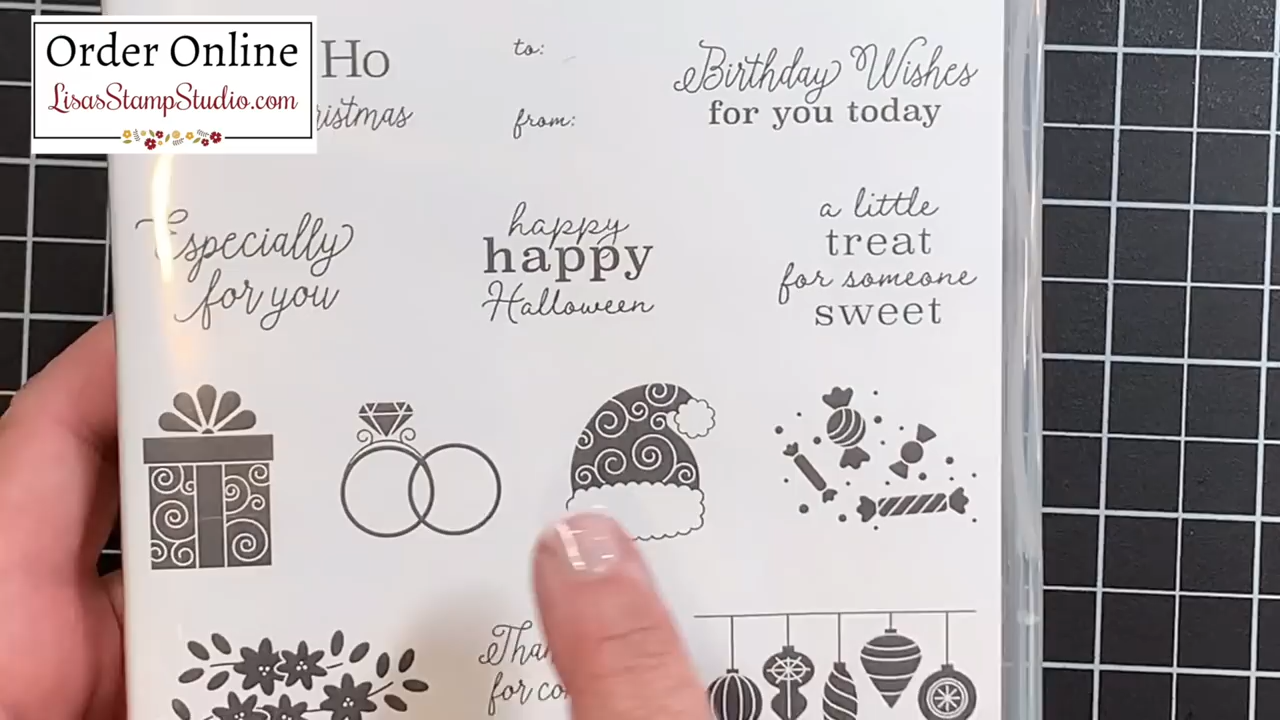 Order Online
LisasStampStudio.com
Ho
to:
from:
Birthday Wishes
for you today
Especially
for you
happy
happy
Halloween
a little
treat
for someone
sweet
for